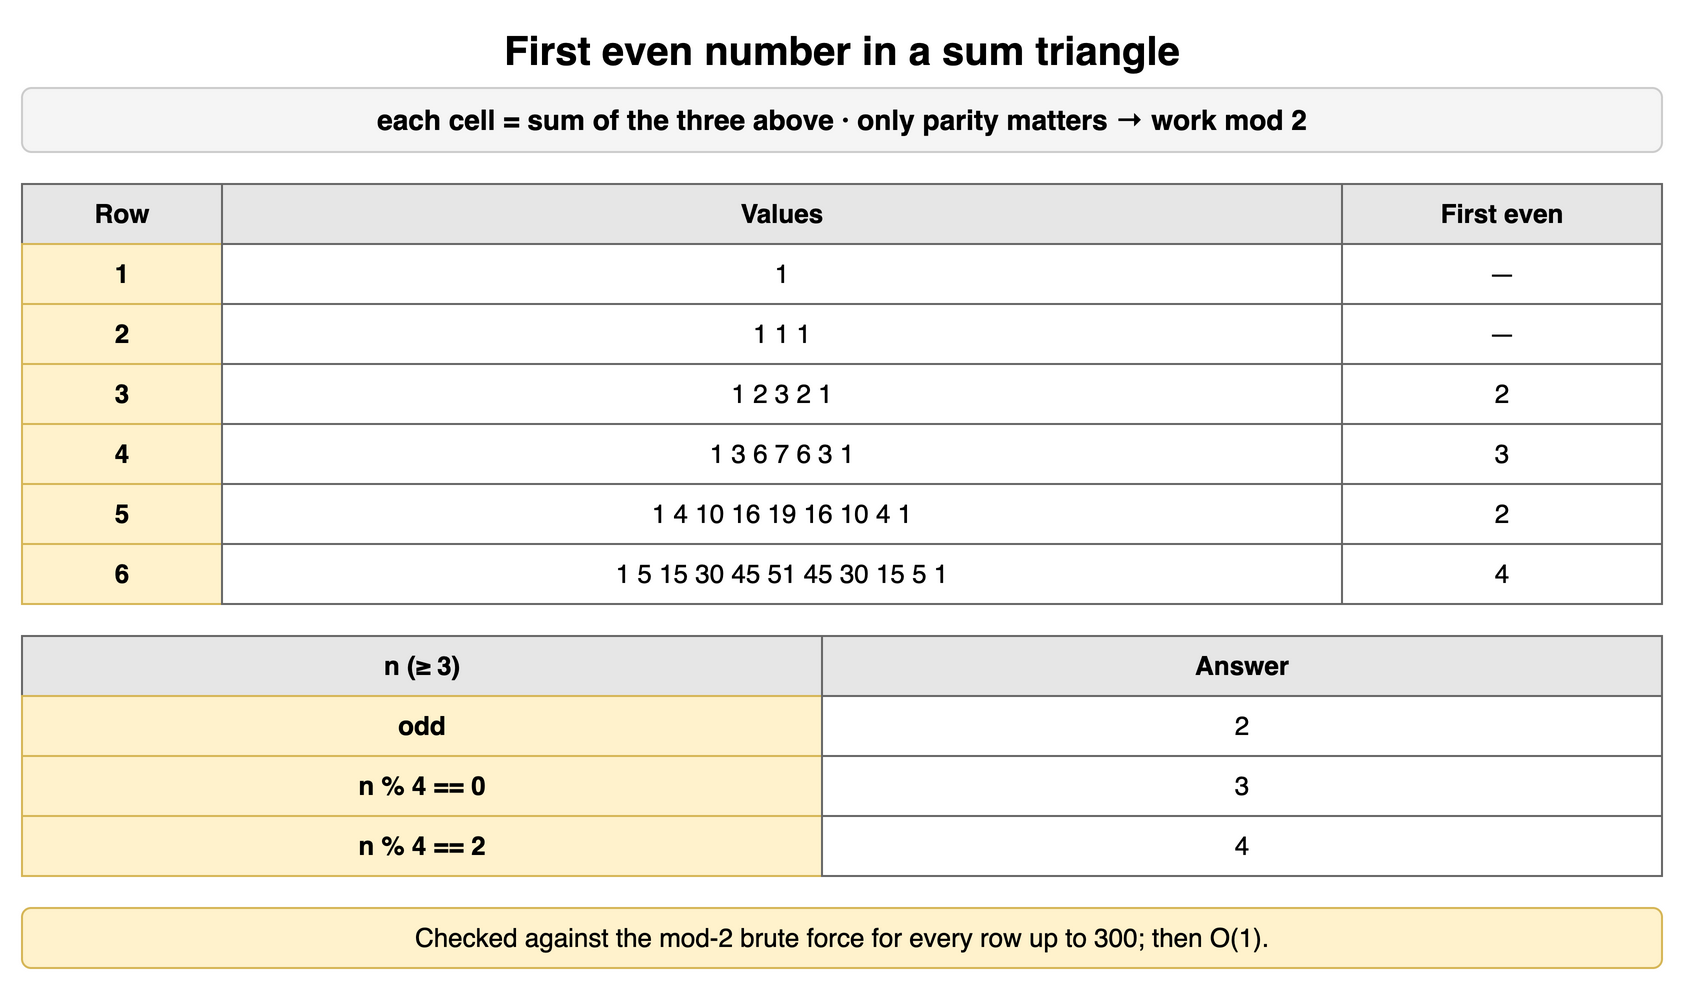 First even number in a sum triangle
each cell = sum of the three above · only parity matters → work mod 2
Row Values First even
1 1 —
2 1 1 1 —
3 1 2 3 2 1 2
4 1 3 6 7 6 3 1 3
5 1 4 10 16 19 16 10 4 1 2
6 1 5 15 30 45 51 45 30 15 5 1 4
n (≥ 3) Answer
odd 2
n % 4 == 0 3
n % 4 == 2 4
Checked against the mod-2 brute force for every row up to 300; then O(1).